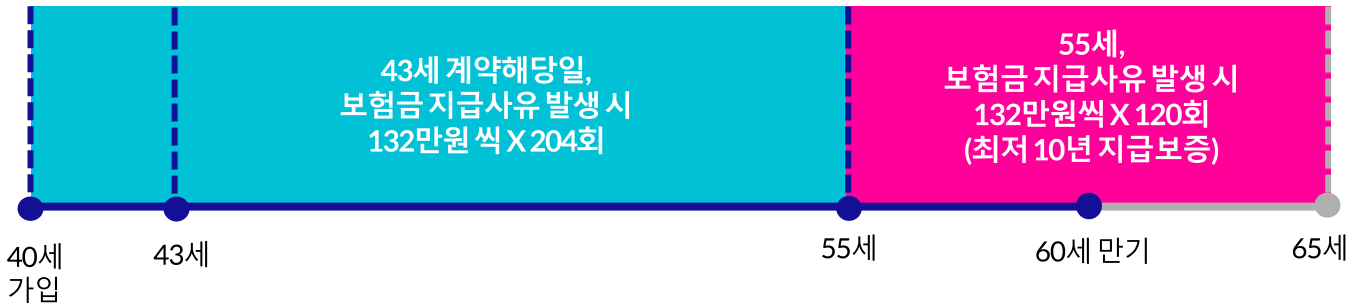 43세 계약해당일,
보험금 지급사유 발생 시
132만원 씩 X 204회
55세,
보험금 지급사유 발생 시
132만원씩 X 120회
(최저 10년 지급보증)
40세
가입
43세
55세
60세 만기
65세